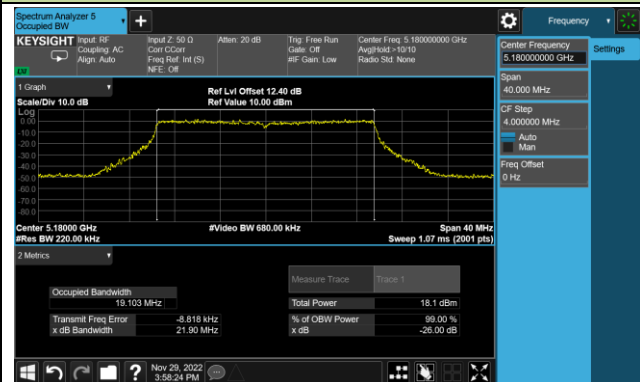 Spectrum Analyzer 5
Occupied BW
Frequency
KEYSIGHT
Input: RF
Coupling: AC
Align: Auto
Input Z: 50 Ω
Corr CCorr
Freq Ref: Int (S)
NFE: Off
Atten: 20 dB
Trig: Free Run
Gate: Off
#IF Gain: Low
Center Freq: 5.180000000 GHz
Avg|Hold:>10/10
Radio Std: None
LXI
Center Frequency
5.180000000 GHz
Settings
Span
40.000 MHz
CF Step
4.000000 MHz
Auto
Man
Freq Offset
0 Hz
1 Graph
Scale/Div 10.0 dB
Ref Lvl Offset 12.40 dB
Ref Value 10.00 dBm
Log
0.00
-10.0
-20.0
-30.0
-40.0
-50.0
-60.0
-70.0
-80.0
Center 5.18000 GHz
#Video BW 680.00 kHz
Span 40 MHz
#Res BW 220.00 kHz
Sweep 1.07 ms (2001 pts)
2 Metrics
Measure Trace
Trace 1
Occupied Bandwidth
19.103 MHz
Total Power
18.1 dBm
Transmit Freq Error
-8.818 kHz
% of OBW Power
99.00 %
x dB Bandwidth
21.90 MHz
x dB
-26.00 dB
?
Nov 29, 2022
3:58:24 PM